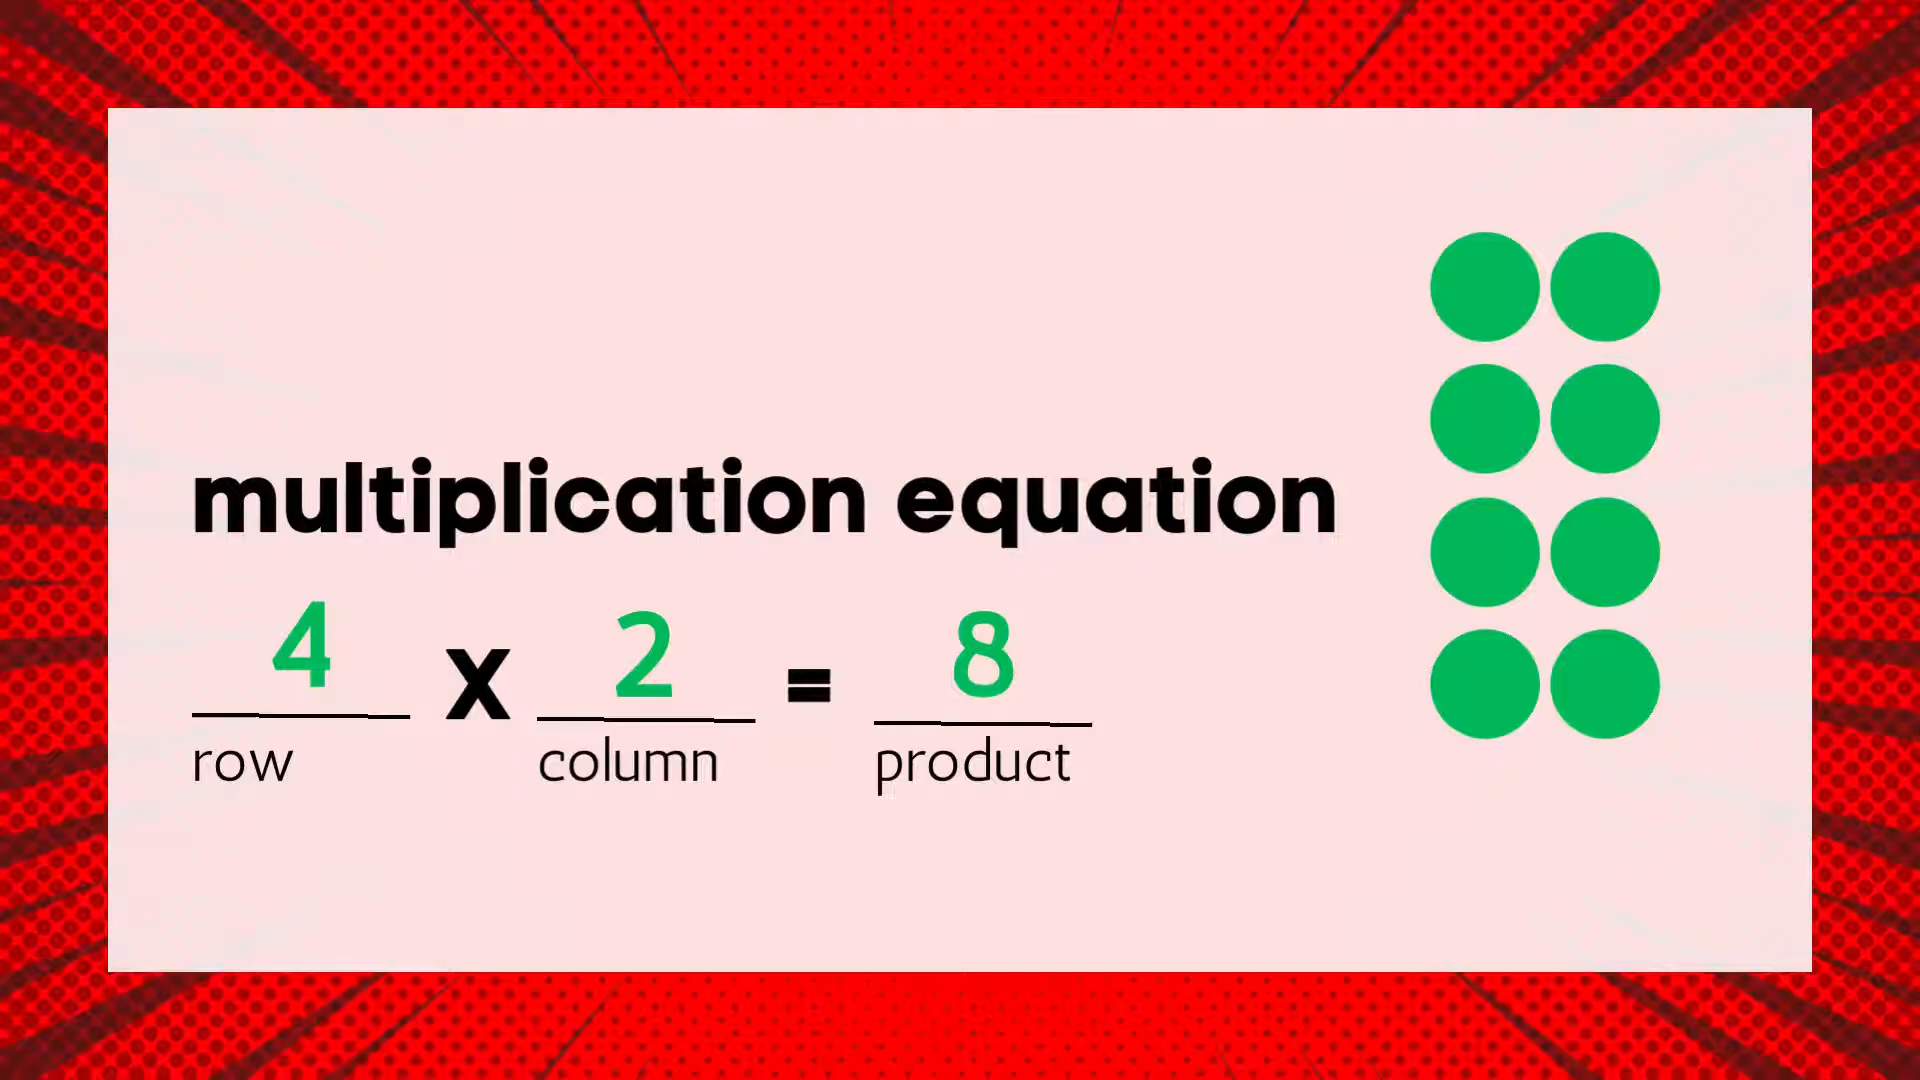 multiplication equation
4 X 2 = 8
row column product